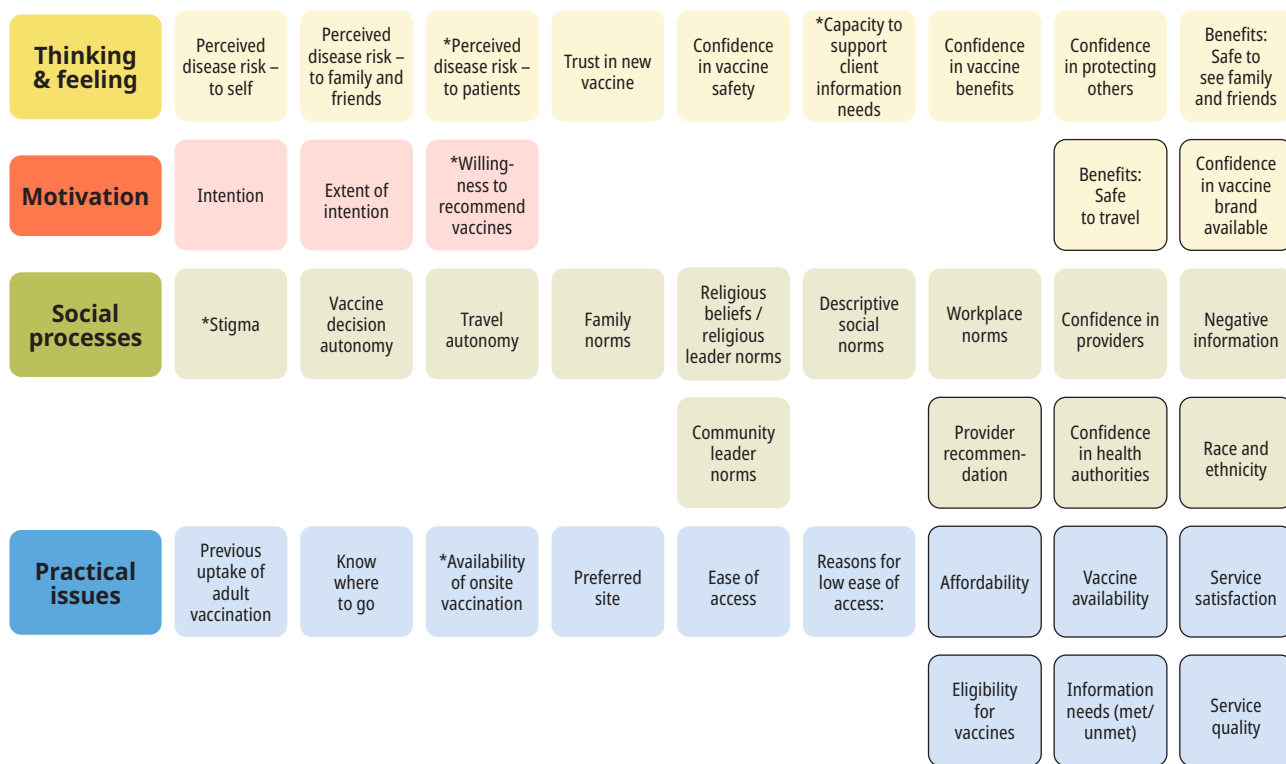 Thinking
& feeling
Perceived
disease risk –
to self
Perceived
disease risk –
to family and
friends
*Perceived
disease risk –
to patients
Trust in new
vaccine
Confidence
in vaccine
safety
*Capacity to
support
client
information
needs
Confidence
in vaccine
benefits
Confidence
in protecting
others
Benefits:
Safe to
see family
and friends
Motivation
Intention
Extent of
intention
*Willing-
ness to
recommend
vaccines
Benefits:
Safe
to travel
Confidence
in vaccine
brand
available
Social
processes
*Stigma
Vaccine
decision
autonomy
Travel
autonomy
Family
norms
Religious
beliefs /
religious
leader norms
Descriptive
social
norms
Workplace
norms
Confidence in
providers
Negative
information
Community
leader
norms
Provider
recommen-
dation
Confidence
in health
authorities
Race and
ethnicity
Practical
issues
Previous
uptake of
adult
vaccination
Know
where
to go
*Availability
of onsite
vaccination
Preferred
site
Ease of
access
Reasons for
low ease of
access:
Affordability
Vaccine
availability
Service
satisfaction
Eligibility
for
vaccines
Information
needs (met/
unmet)
Service
quality